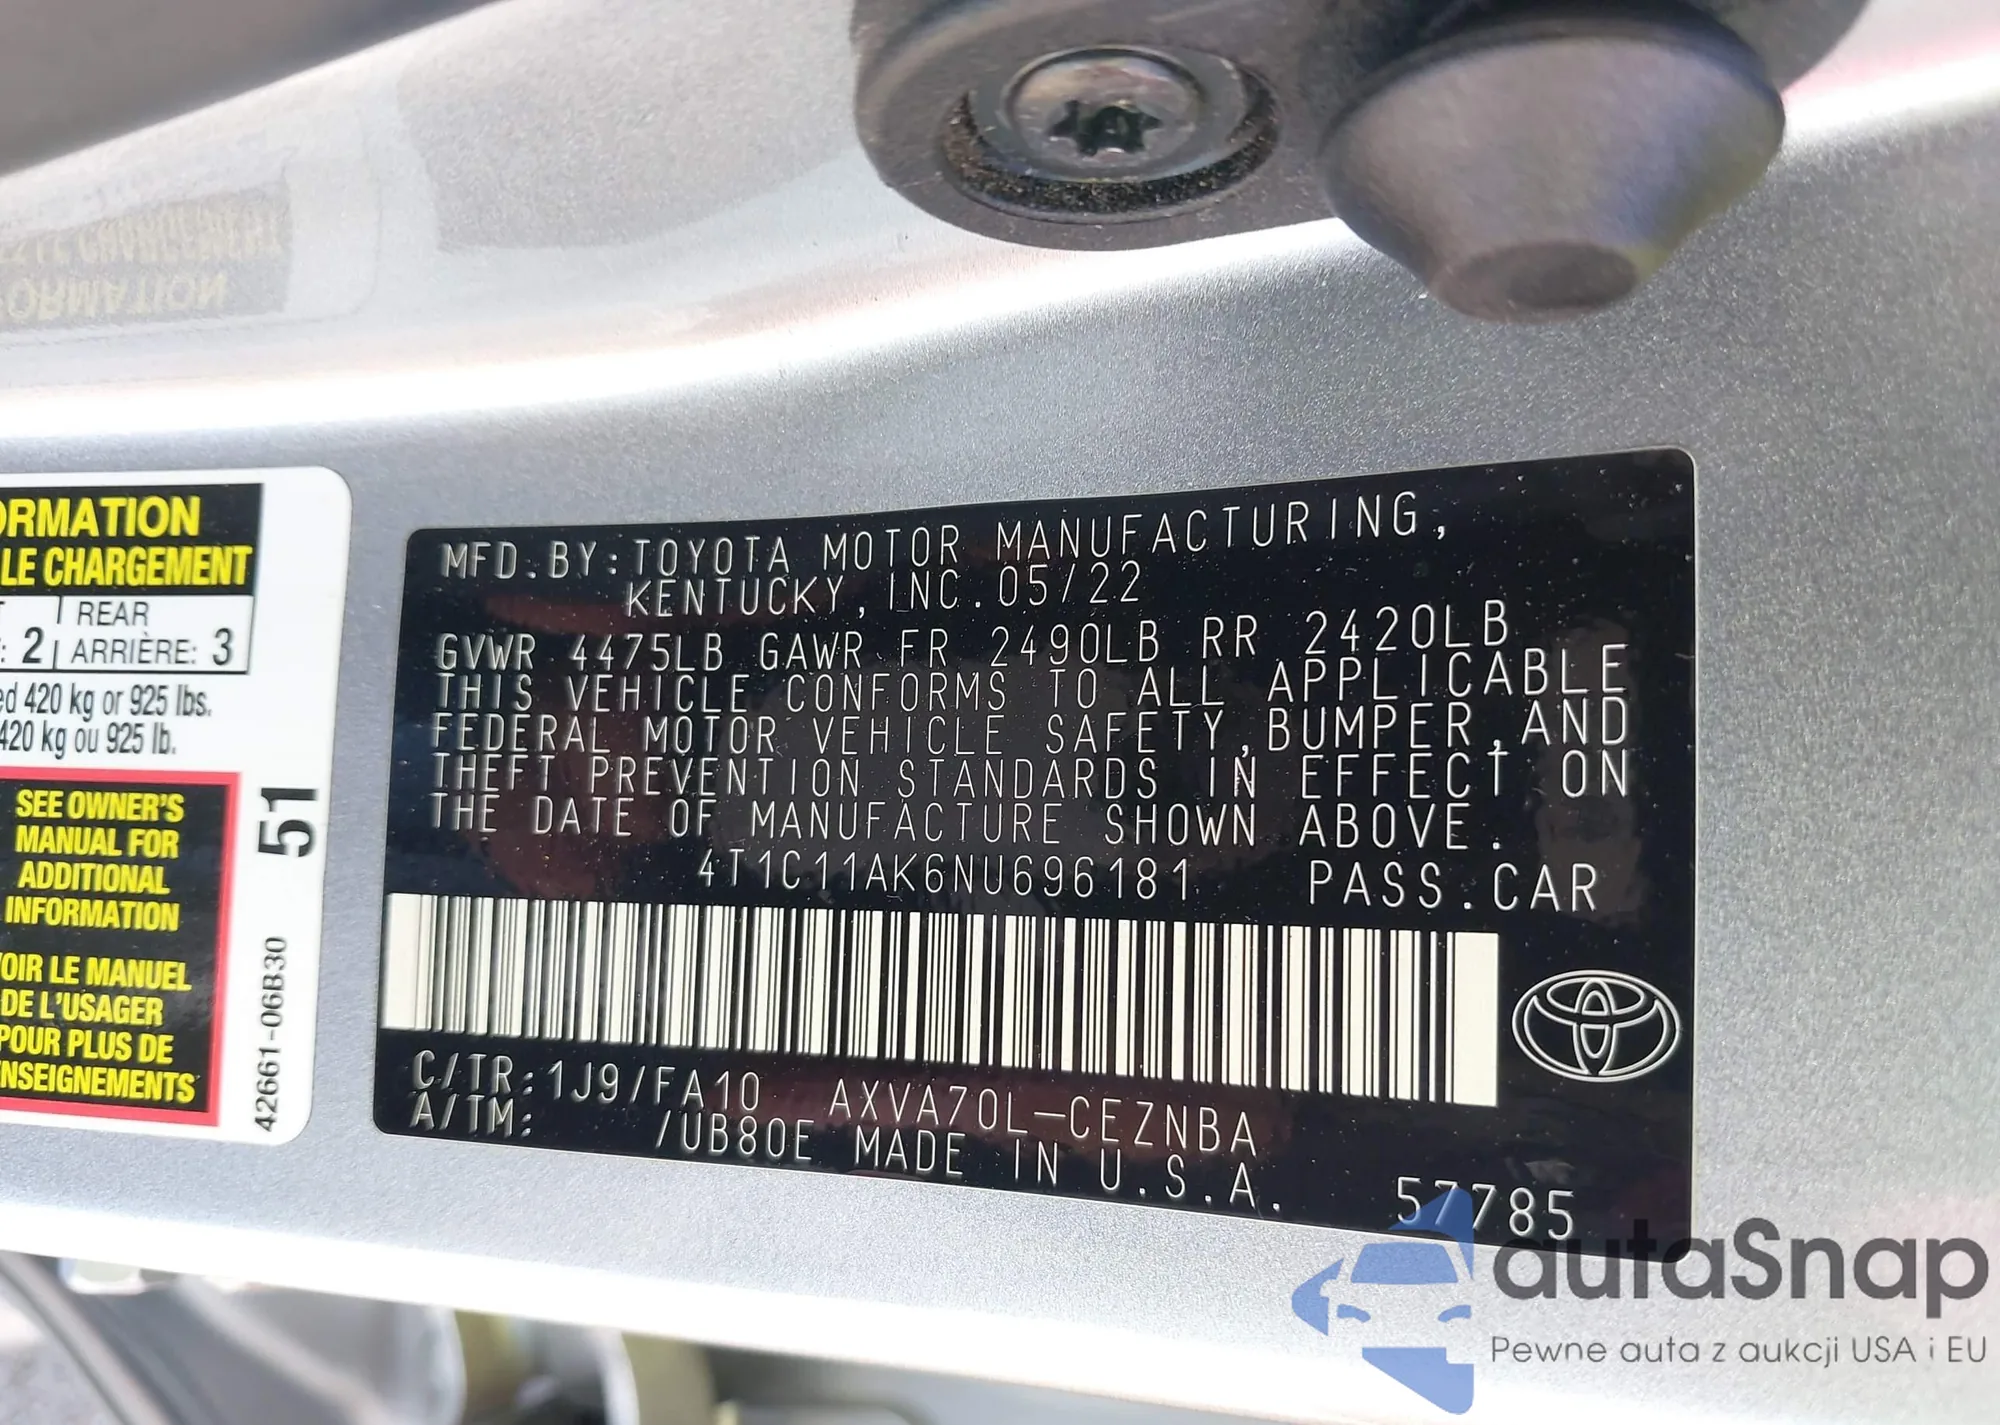 ORMATION
LE CHARGEMENT
REAR
: 2 ARRIÈRE: 3
ed 420 kg or 925 lbs.
420 kg ou 925 lb.
SEE OWNER'S
MANUAL FOR
ADDITIONAL
INFORMATION
OIR LE MANUEL
DE L'USAGER
POUR PLUS DE
NSEIGNEMENTS
51
42661-06B30
MFD.BY:TOYOTA MOTOR MANUFACTURING,
KENTUCKY, INC. 05/22
GVWR 4475LB GAWR FR 2490LB RR 2420LB
THIS VEHICLE CONFORMS TO ALL APPLICABLE
FEDERAL MOTOR VEHICLE SAFETY, BUMPER, AND
THEFT PREVENTION STANDARDS IN EFFECT ON
THE DATE OF MANUFACTURE SHOWN ABOVE.
4T1C11AK6NU696181 PASS.CAR
C/TR:1J9/FA10 AXVA70L-CEZNBA
A/TM: /UB80E MADE IN U.S.A.
57785
autaSnap
Pewne auta z aukcji USA i EU